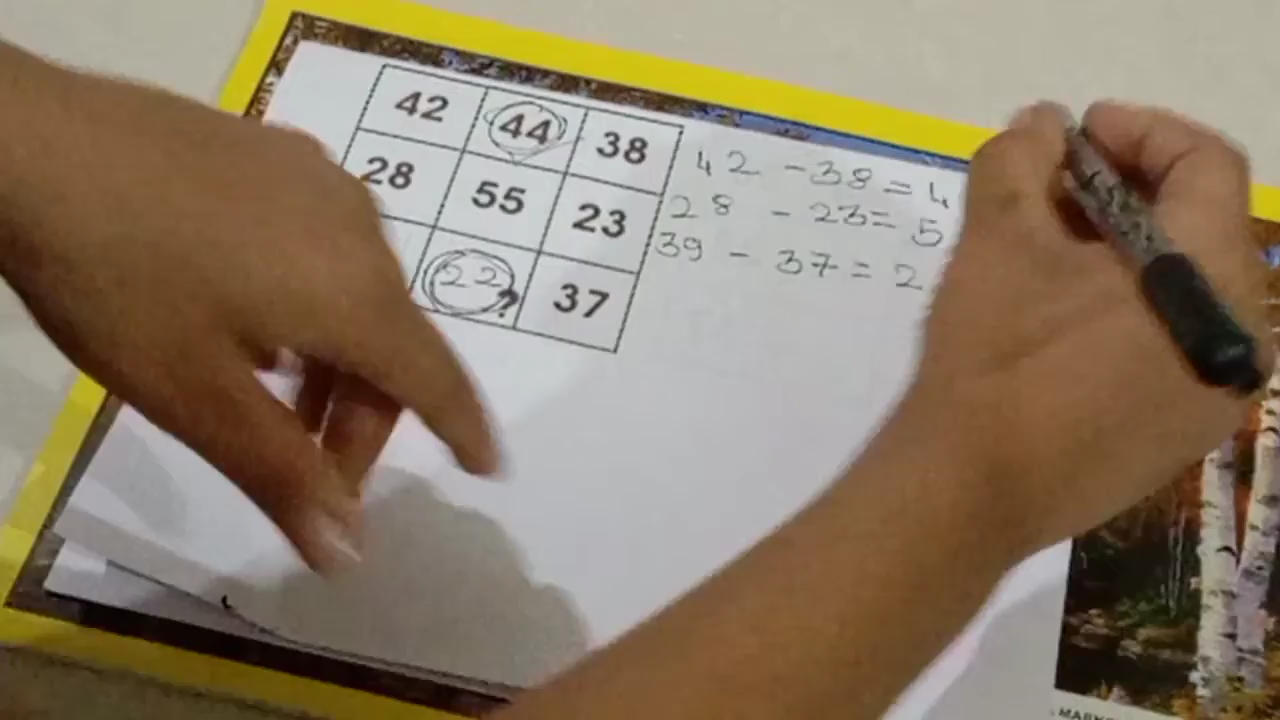 42 44 38
28 55 23
22 ? 37
42 - 38 = 4
28 - 23 = 5
39 - 37 = 2